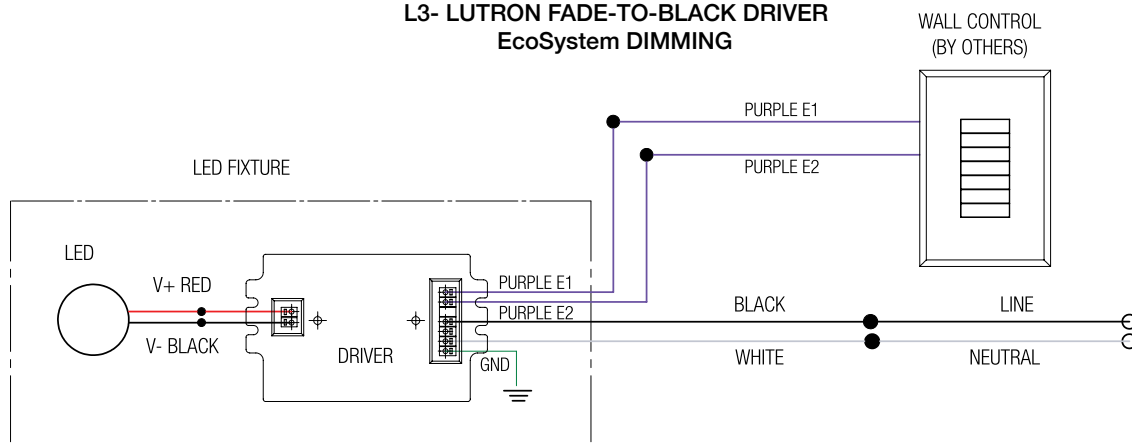 L3- LUTRON FADE-TO-BLACK DRIVER
EcoSystem DIMMING
WALL CONTROL
(BY OTHERS)
PURPLE E1
PURPLE E2
LED FIXTURE
LED
V+ RED
V- BLACK
DRIVER
PURPLE E1
PURPLE E2
GND
BLACK
LINE
WHITE
NEUTRAL